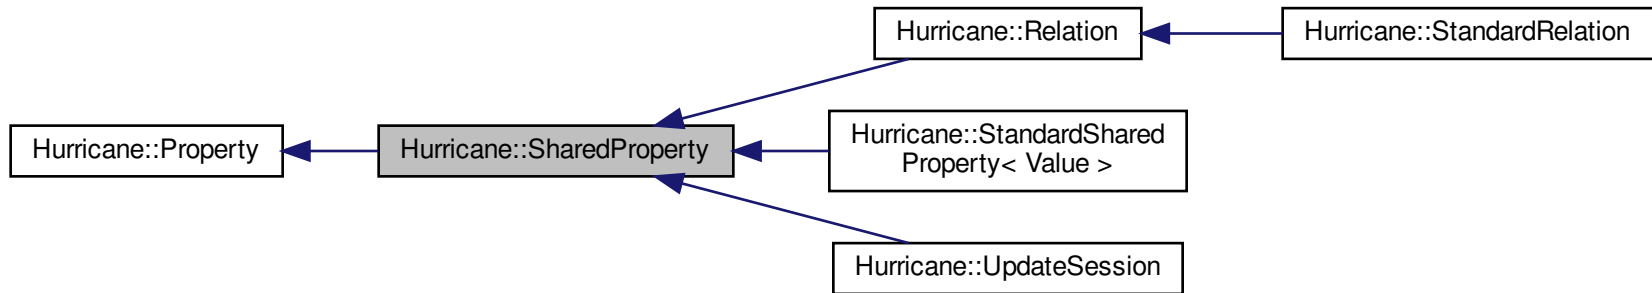 Hurricane::Relation
Hurricane::StandardRelation
Hurricane::Property
Hurricane::SharedProperty
Hurricane::StandardShared
Property< Value >
Hurricane::UpdateSession